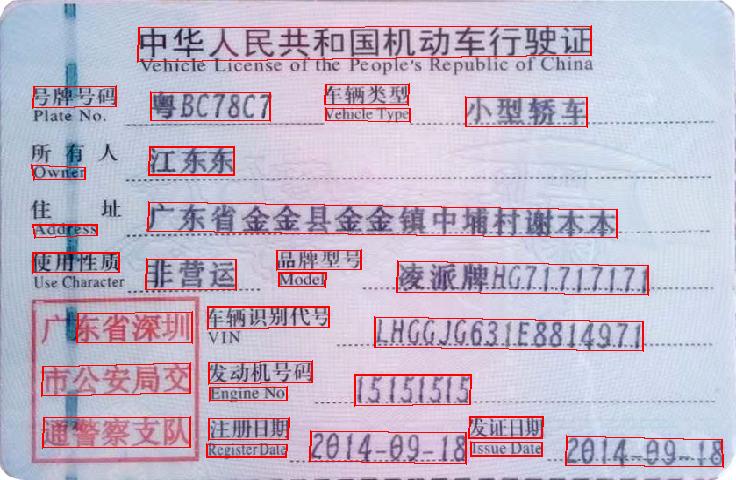 中华人民共和国机动车行驶证
Vehicle License of the People's Republic of China
号牌号码 粤BC78C7 车辆类型 小型轿车
Plate No. Vehicle Type
所有人 江东东
Owner
住址 广东省金金县金金镇中埔村谢本本
Address
使用性质 非营运 品牌型号 凌派牌HG7171717171
Use Character Model
广东省深圳
市公安局交
通警察支队
车辆识别代号 LHGGJG631E8814971
VIN
发动机号码 15151515
Engine No
注册日期 2014-09-18 发证日期 2014-09-18
Register Date Issue Date